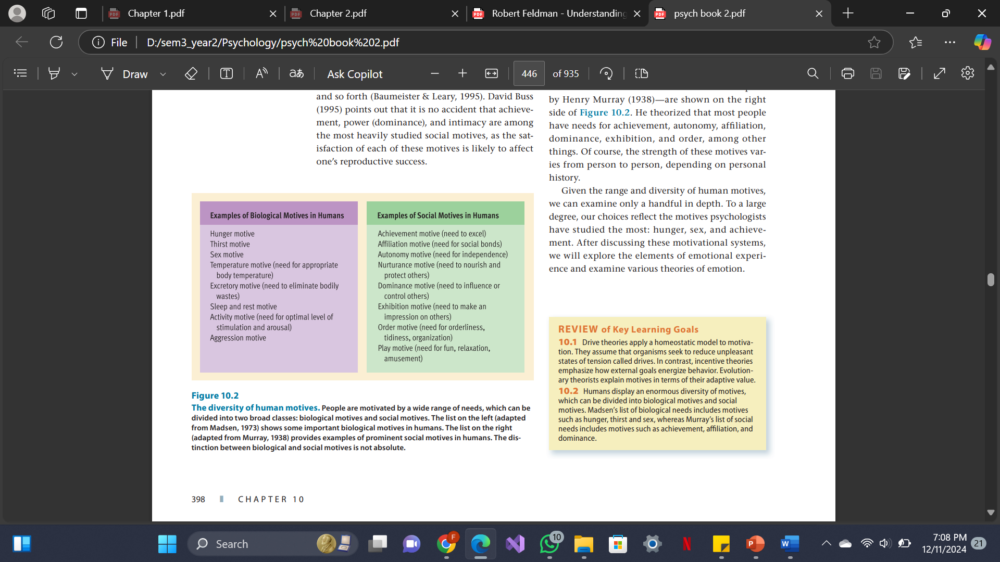 Chapter 1.pdf
Chapter 2.pdf
Robert Feldman - Understanding
psych book 2.pdf
File
D:/sem3_year2/Psychology/psych%20book%202.pdf
Draw
Ask Copilot
446
of 935
and so forth (Baumeister & Leary, 1995). David Buss
(1995) points out that it is no accident that achieve-
ment, power (dominance), and intimacy are among
the most heavily studied social motives, as the sat-
isfaction of each of these motives is likely to affect
one's reproductive success.
by Henry Murray (1938)—are shown on the right
side of Figure 10.2. He theorized that most people
have needs for achievement, autonomy, affiliation,
dominance, exhibition, and order, among other
things. Of course, the strength of these motives var-
ies from person to person, depending on personal
history.
Given the range and diversity of human motives,
we can examine only a handful in depth. To a large
degree, our choices reflect the motives psychologists
have studied the most: hunger, sex, and achieve-
ment. After discussing these motivational systems,
we will explore the elements of emotional experi-
ence and examine various theories of emotion.
Examples of Biological Motives in Humans
Hunger motive
Thirst motive
Sex motive
Temperature motive (need for appropriate
body temperature)
Excretory motive (need to eliminate bodily
wastes)
Sleep and rest motive
Activity motive (need for optimal level of
stimulation and arousal)
Aggression motive
Examples of Social Motives in Humans
Achievement motive (need to excel)
Affiliation motive (need for social bonds)
Autonomy motive (need for independence)
Nurturance motive (need to nourish and
protect others)
Dominance motive (need to influence or
control others)
Exhibition motive (need to make an
impression on others)
Order motive (need for orderliness,
tidiness, organization)
Play motive (need for fun, relaxation,
amusement)
Figure 10.2
The diversity of human motives. People are motivated by a wide range of needs, which can be
divided into two broad classes: biological motives and social motives. The list on the left (adapted
from Madsen, 1973) shows some important biological motives in humans. The list on the right
(adapted from Murray, 1938) provides examples of prominent social motives in humans. The dis-
tinction between biological and social motives is not absolute.
REVIEW of Key Learning Goals
10.1 Drive theories apply a homeostatic model to motiva-
tion. They assume that organisms seek to reduce unpleasant
states of tension called drives. In contrast, incentive theories
emphasize how external goals energize behavior. Evolution-
ary theorists explain motives in terms of their adaptive value.
10.2 Humans display an enormous diversity of motives,
which can be divided into biological motives and social
motives. Madsen's list of biological needs includes motives
such as hunger, thirst and sex, whereas Murray's list of social
needs includes motives such as achievement, affiliation, and
dominance.
398 CHAPTER 10
Search
F
10
7:08 PM
12/11/2024
21